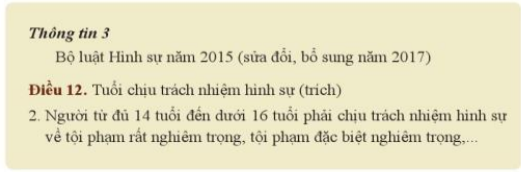 Thông tin 3
Bộ luật Hình sự năm 2015 (sửa đổi, bổ sung năm 2017)
Điều 12. Tuổi chịu trách nhiệm hình sự (trích)
2. Người từ đủ 14 tuổi đến dưới 16 tuổi phải chịu trách nhiệm hình sự
về tội phạm rất nghiêm trọng, tội phạm đặc biệt nghiêm trọng,...